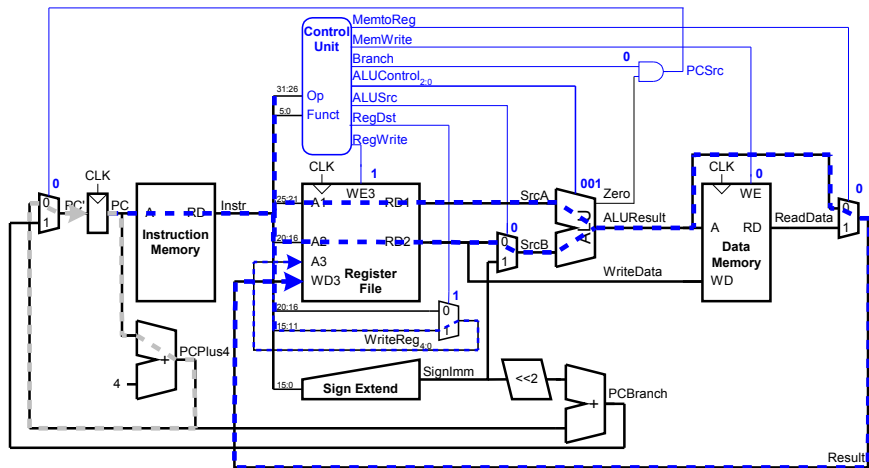 MemtoReg
Control Unit
MemWrite
Branch
0
PCSrc
ALUControl2:0
31:26
Op
ALUSrc
5:0
Funct
RegDst
RegWrite
CLK
CLK
CLK
1
001
0
0
0
0
1
PC'
PC
A
RD
Instruction Memory
Instr
25:21
A1
WE3
RD1
SrcA
0
Zero
ALU
ALUResult
WE
A
RD
Data Memory
WD
ReadData
0
1
20:16
A2
RD2
0
1
SrcB
A3
WD3
Register File
WriteData
20:16
15:11
1
0
1
WriteReg4:0
PCPlus4
+
4
15:0
Sign Extend
SignImm
<<2
+
PCBranch
Result